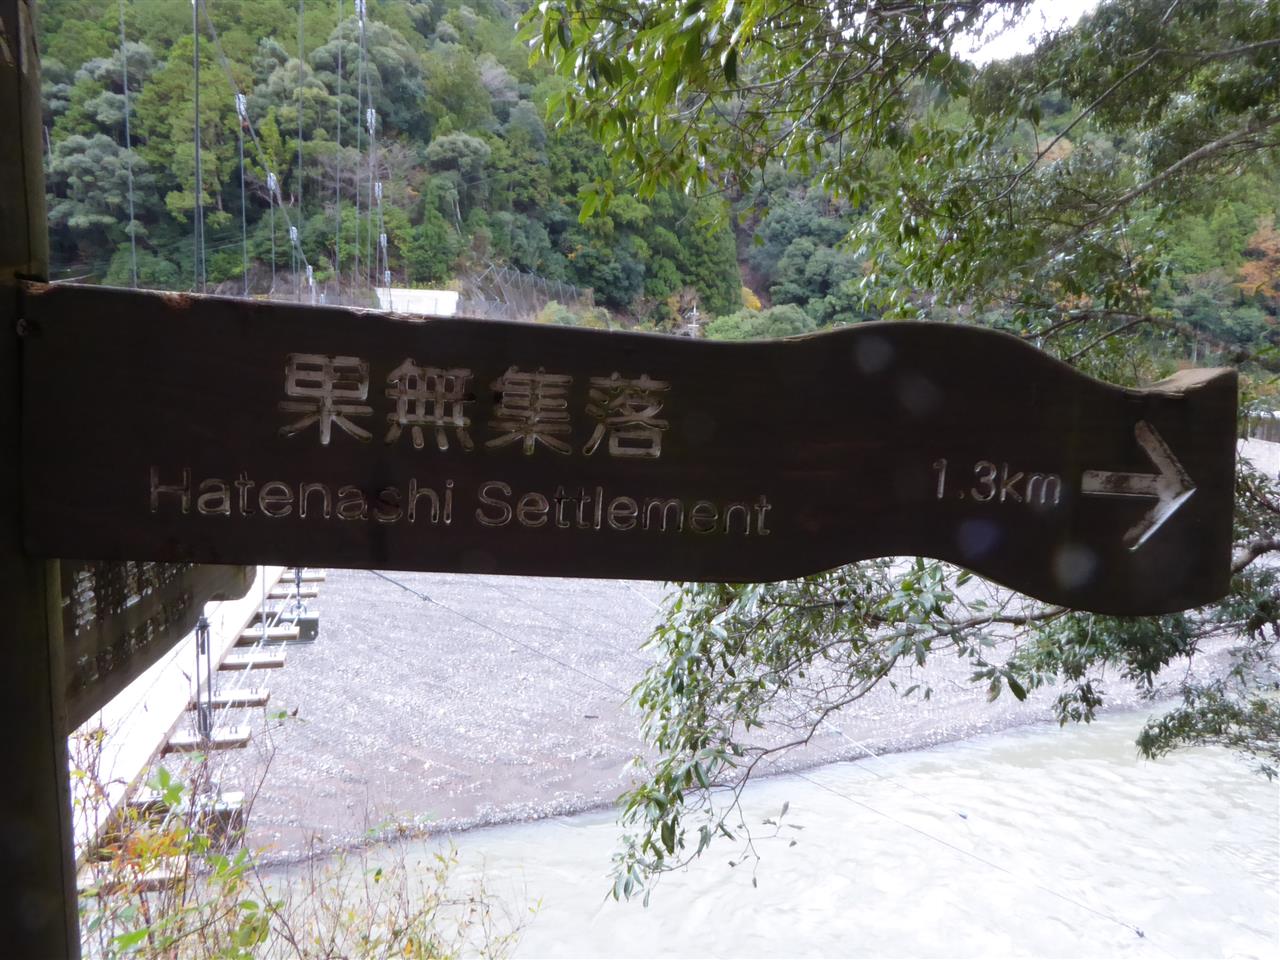 果無集落
Hatenashi Settlement
1.3km →